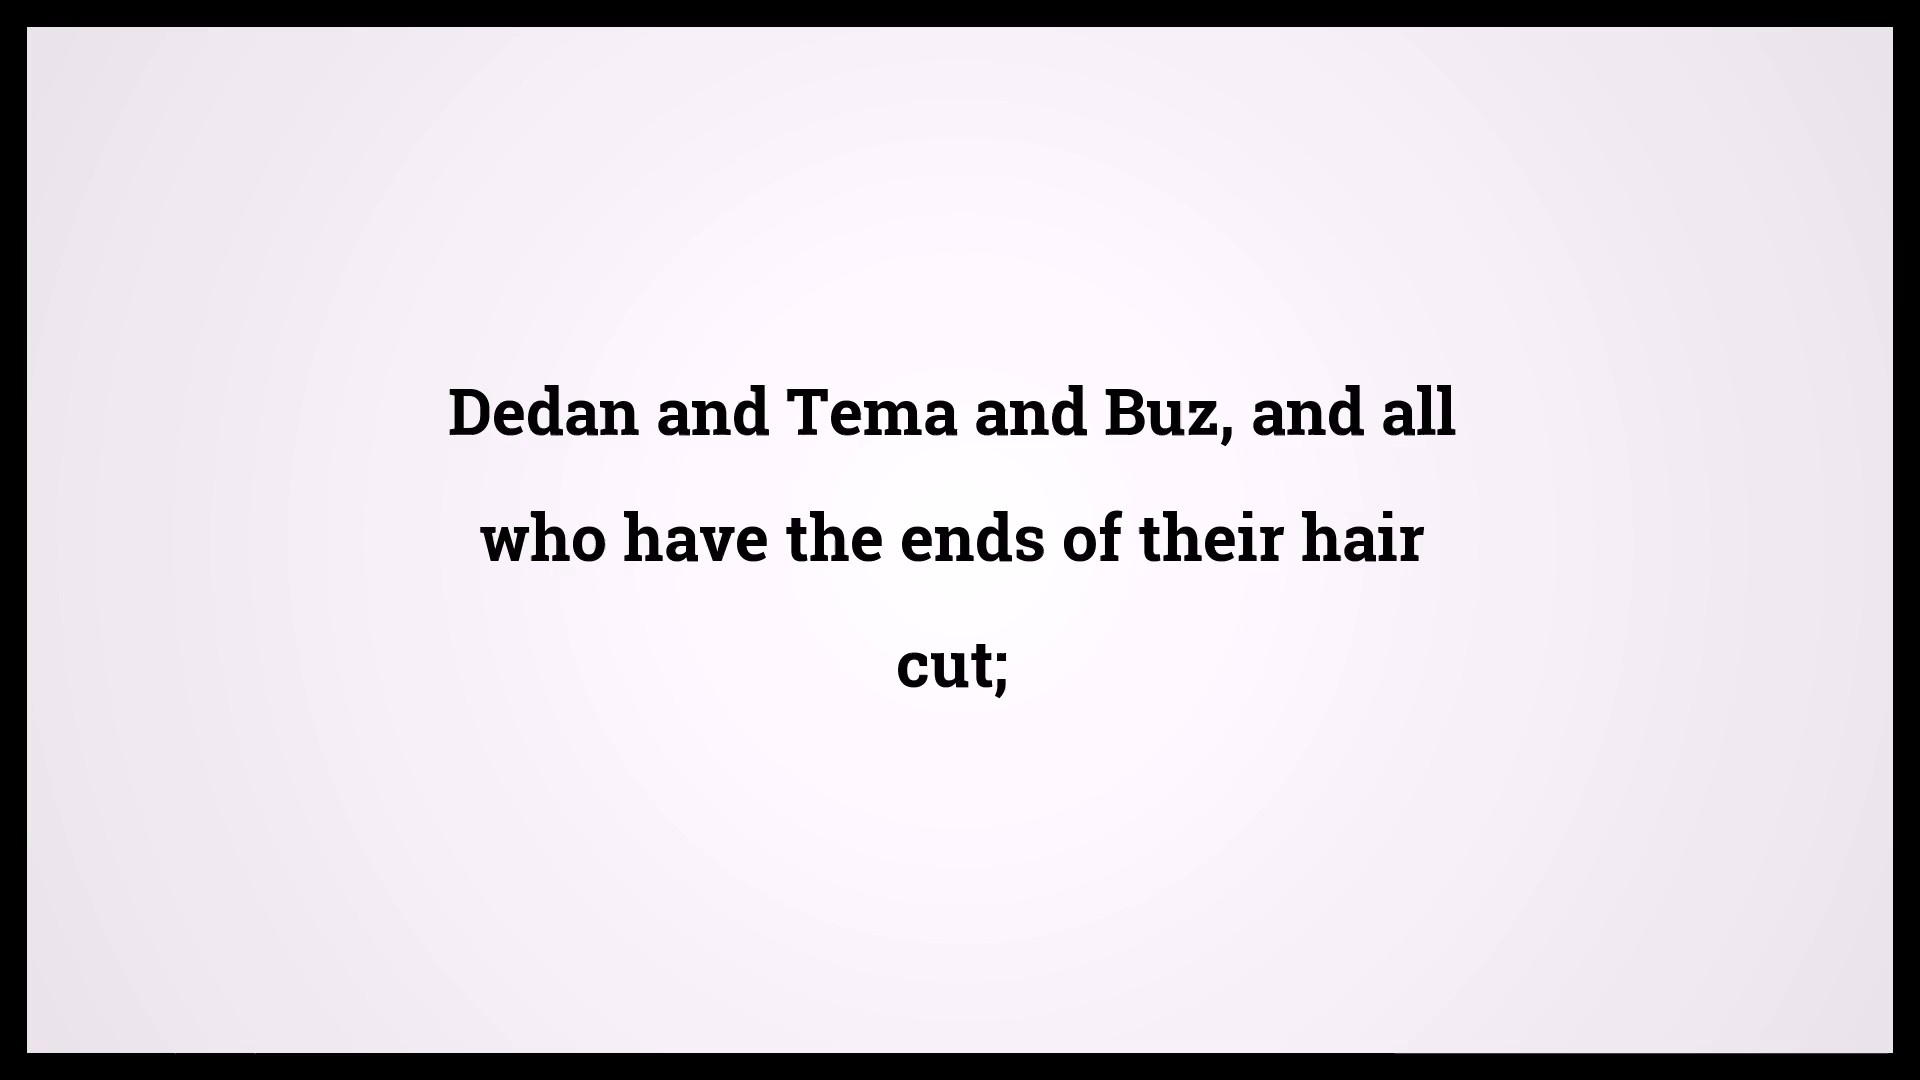 Dedan and Tema and Buz, and all
who have the ends of their hair
cut;